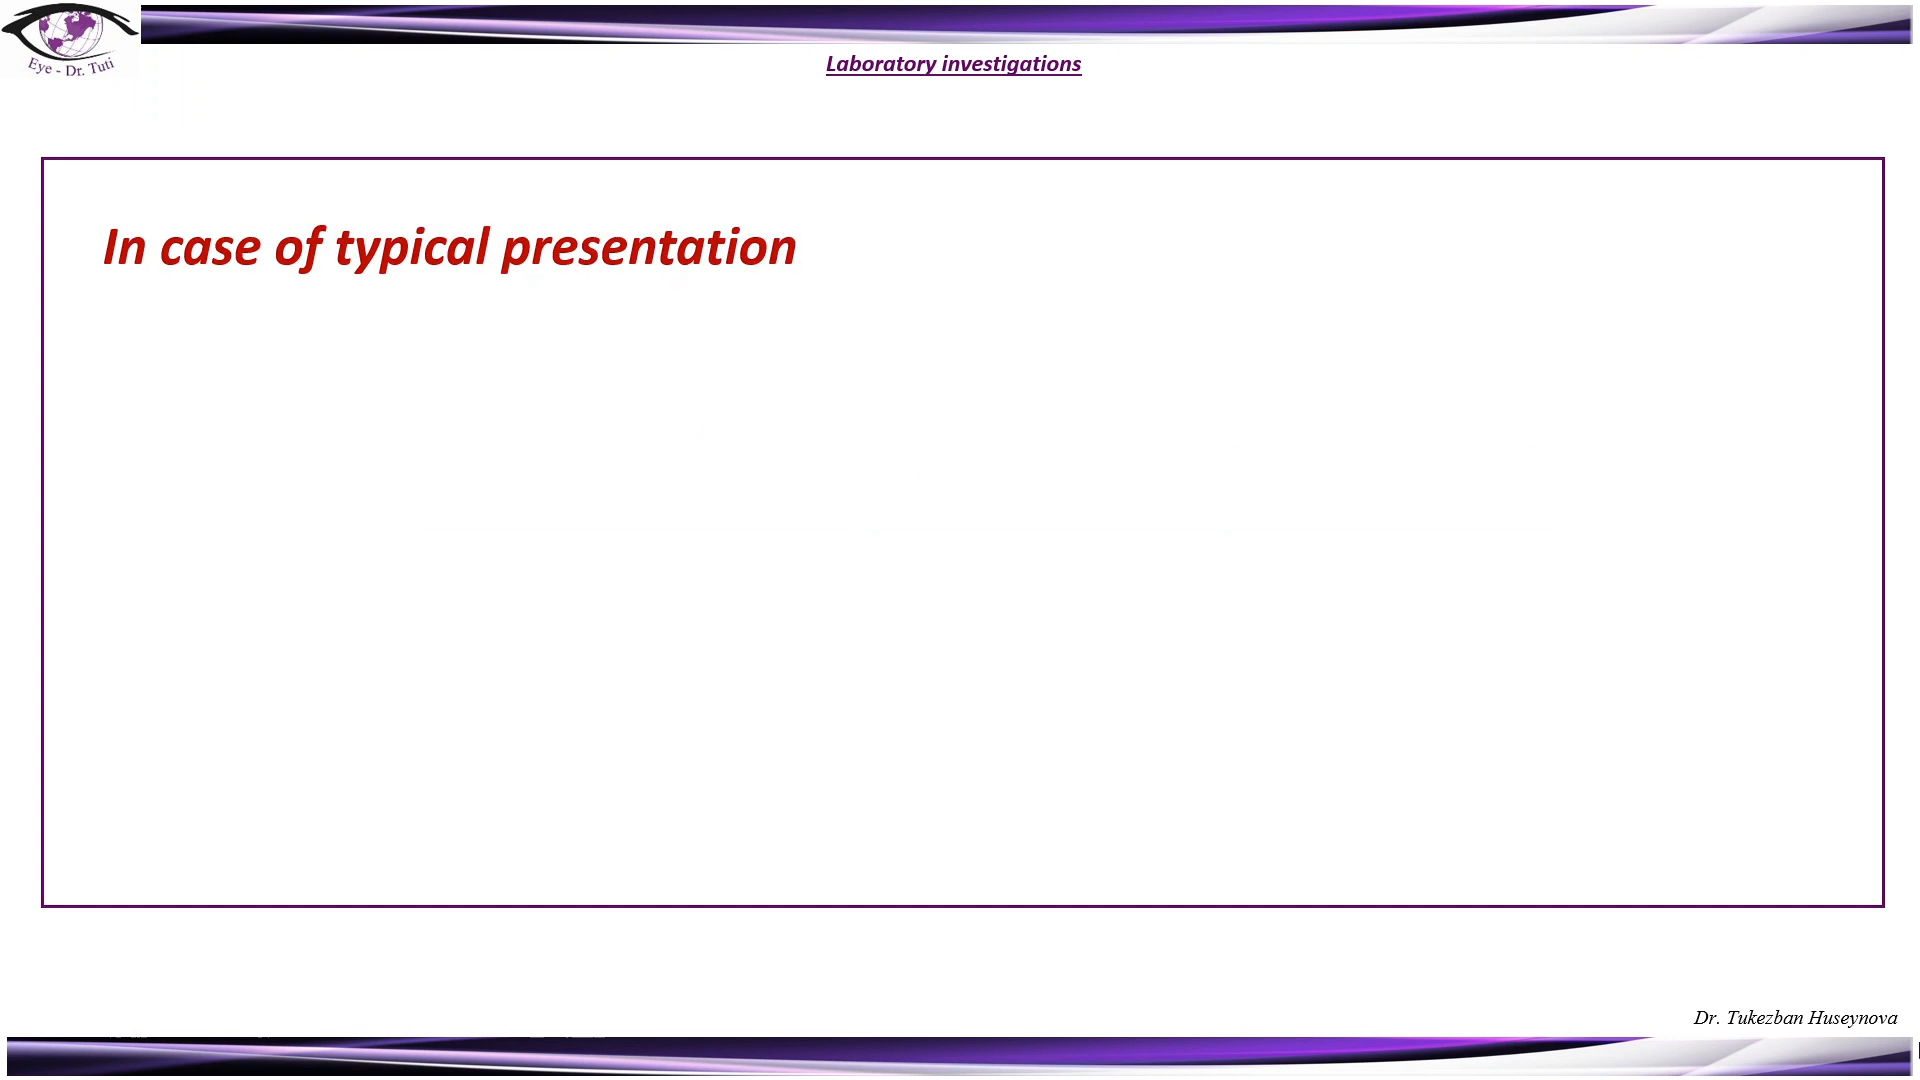 Eye - Dr. Tuti
Laboratory investigations
In case of typical presentation
Dr. Tukezban Huseynova